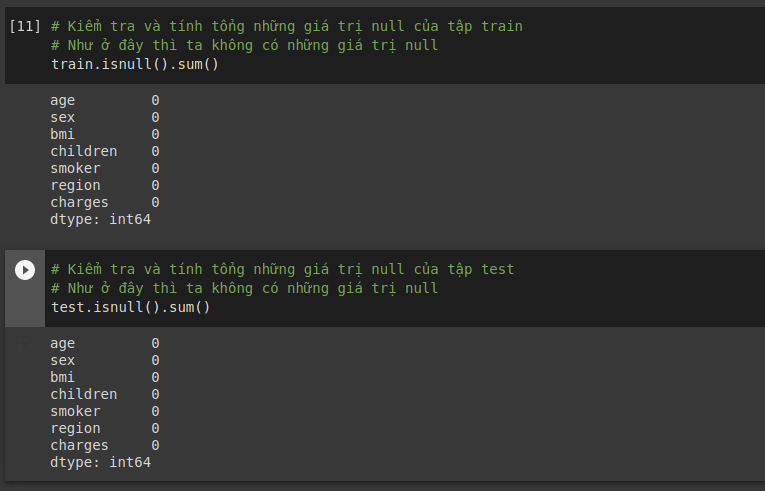 [11] # Kiểm tra và tính tổng những giá trị null của tập train
# Như ở đây thì ta không có những giá trị null
train.isnull().sum()
age 0
sex 0
bmi 0
children 0
smoker 0
region 0
charges 0
dtype: int64
# Kiểm tra và tính tổng những giá trị null của tập test
# Như ở đây thì ta không có những giá trị null
test.isnull().sum()
age 0
sex 0
bmi 0
children 0
smoker 0
region 0
charges 0
dtype: int64